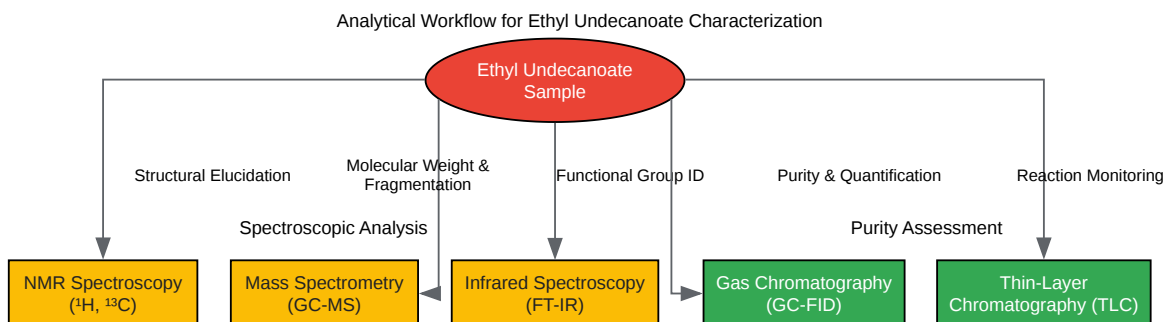 Analytical Workflow for Ethyl Undecanoate Characterization
Ethyl Undecanoate
Sample
Structural Elucidation
Molecular Weight &
Fragmentation
Functional Group ID
Purity & Quantification
Reaction Monitoring
Spectroscopic Analysis
Purity Assessment
NMR Spectroscopy
(¹H, ¹³C)
Mass Spectrometry
(GC-MS)
Infrared Spectroscopy
(FT-IR)
Gas Chromatography
(GC-FID)
Thin-Layer
Chromatography (TLC)